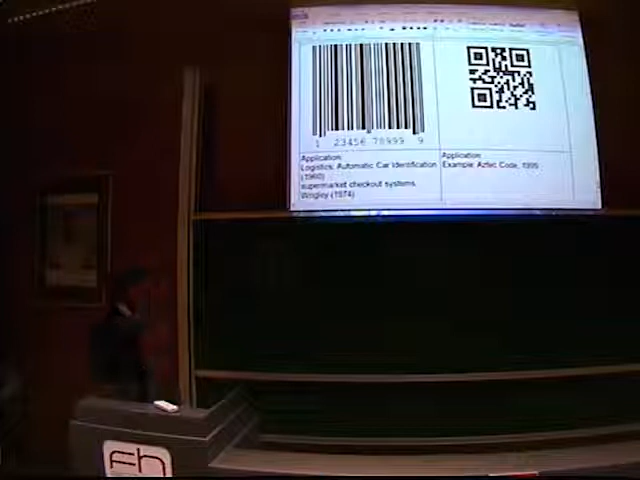 1 23456 78999 9
Application:
Logistics: Automatic Car Identification
(1960)
supermarket checkout systems,
Wrigley (1974)
Application:
Example: Aztec Code, 1995
Fh